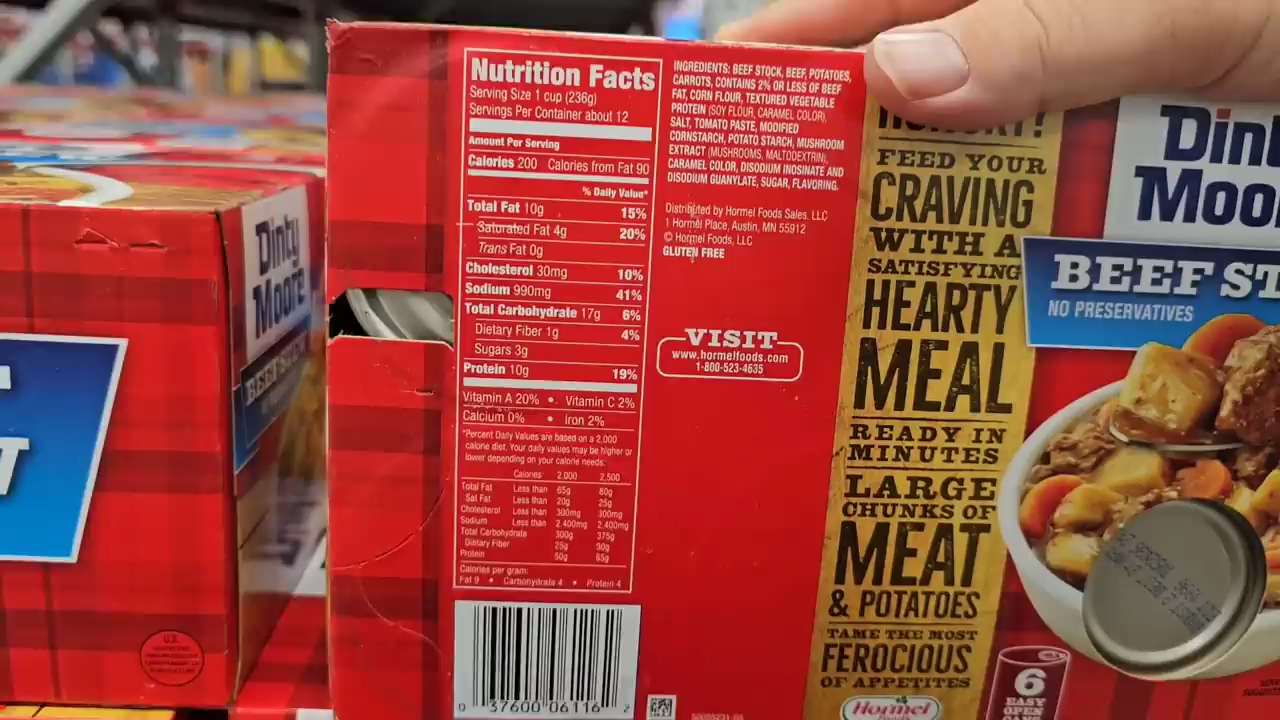 Nutrition Facts
Serving Size 1 cup (236g)
Servings Per Container about 12
Amount Per Serving
Calories 200 Calories from Fat 90
% Daily Value*
Total Fat 10g 15%
Saturated Fat 4g 20%
Trans Fat 0g
Cholesterol 30mg 10%
Sodium 990mg 41%
Total Carbohydrate 17g 6%
Dietary Fiber 1g 4%
Sugars 3g
Protein 10g 19%
Vitamin A 20% • Vitamin C 2%
Calcium 0% • Iron 2%
*Percent Daily Values are based on a 2,000
calorie diet. Your daily values may be higher or
lower depending on your calorie needs:
Calories: 2,000 2,500
Total Fat Less than 65g 80g
Sat Fat Less than 20g 25g
Cholesterol Less than 300mg 300mg
Sodium Less than 2,400mg 2,400mg
Total Carbohydrate 300g 375g
Dietary Fiber 25g 30g
Protein 50g 65g
Calories per gram:
Fat 9 • Carbohydrate 4 • Protein 4
0 37600 06116 2
INGREDIENTS: BEEF STOCK, BEEF, POTATOES,
CARROTS, CONTAINS 2% OR LESS OF BEEF
FAT, CORN FLOUR, TEXTURED VEGETABLE
PROTEIN (SOY FLOUR, CARAMEL COLOR),
SALT, TOMATO PASTE, MODIFIED
CORNSTARCH, POTATO STARCH, MUSHROOM
EXTRACT (MUSHROOMS, MALTODEXTRIN),
CARAMEL COLOR, DISODIUM INOSINATE AND
DISODIUM GUANYLATE, SUGAR, FLAVORING.
Distributed by Hormel Foods Sales, LLC
1 Hormel Place, Austin, MN 55912
© Hormel Foods, LLC
GLUTEN FREE
VISIT
www.hormelfoods.com
1-800-523-4635
FEED YOUR
CRAVING
WITH A
SATISFYING
HEARTY
MEAL
READY IN
MINUTES
LARGE
CHUNKS OF
MEAT
& POTATOES
TAME THE MOST
FEROCIOUS
OF APPETITES
Hormel
Dint
Moo
BEEF ST
NO PRESERVATIVES
6
EASY
OPEN
CANS
Dinty
Moore
BEEF STEW
U.S.
T